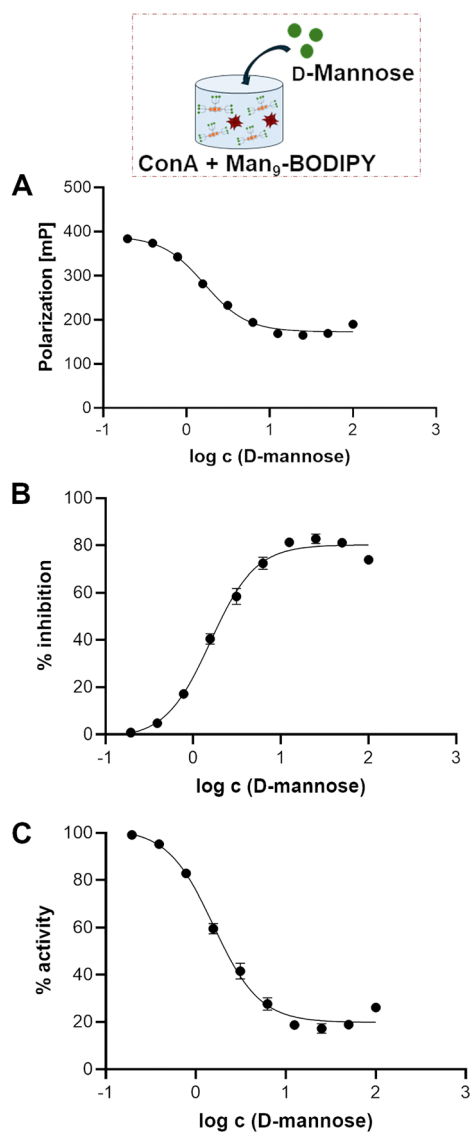 D-Mannose
ConA + Man9-BODIPY
A
500
400
300
200
100
0
Polarization [mP]
-1
0
1
2
3
log c (D-mannose)
B
80
60
40
20
0
% inhibition
-1
0
1
2
3
log c (D-mannose)
C
100
80
60
40
20
0
% activity
-1
0
1
2
3
log c (D-mannose)